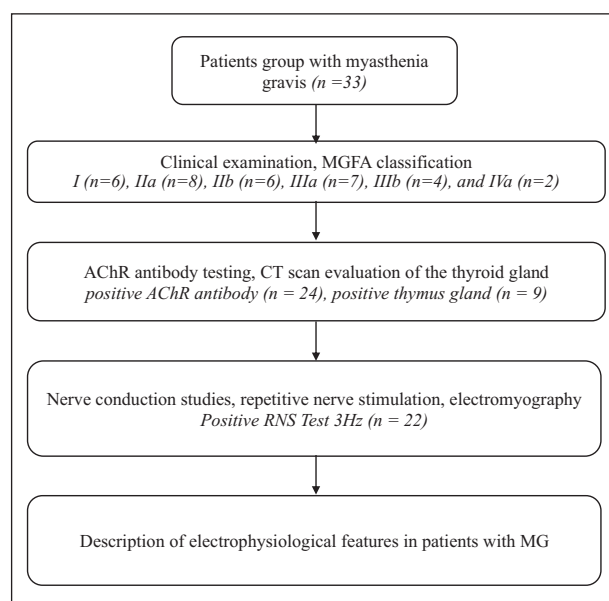 Patients group with myasthenia
gravis (n =33)
Clinical examination, MGFA classification
I (n=6), IIa (n=8), IIb (n=6), IIIa (n=7), IIIb (n=4), and IVa (n=2)
AChR antibody testing, CT scan evaluation of the thyroid gland
positive AChR antibody (n = 24), positive thymus gland (n = 9)
Nerve conduction studies, repetitive nerve stimulation, electromyography
Positive RNS Test 3Hz (n = 22)
Description of electrophysiological features in patients with MG